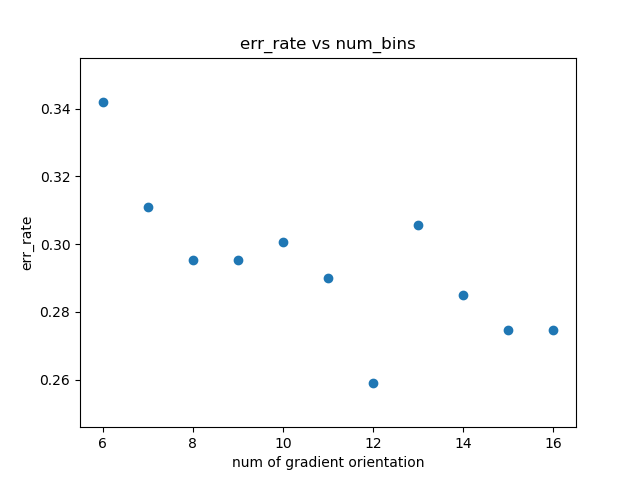 err_rate vs num_bins
err_rate
0.34
0.32
0.30
0.28
0.26
6 8 10 12 14 16
num of gradient orientation